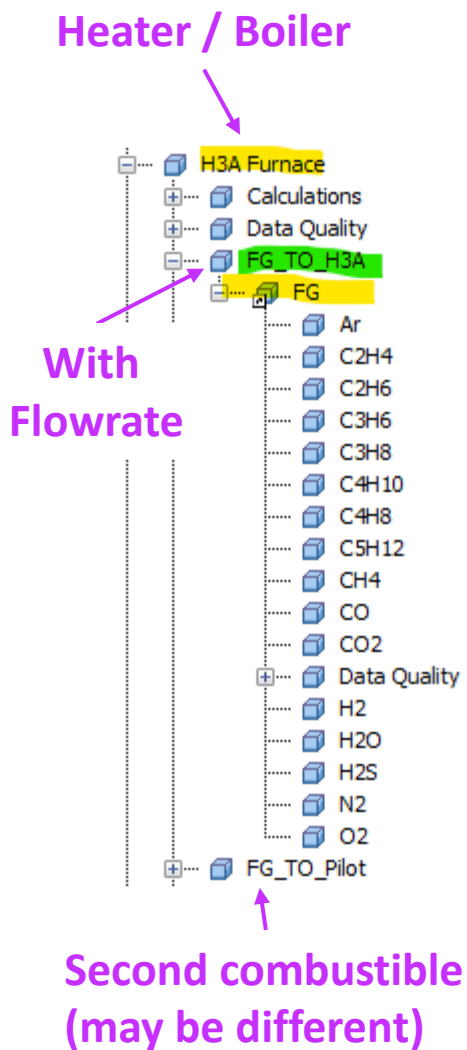 Heater / Boiler
H3A Furnace
Calculations
Data Quality
FG_TO_H3A
FG
With
Flowrate
Ar
C2H4
C2H6
C3H6
C3H8
C4H10
C4H8
C5H12
CH4
CO
CO2
Data Quality
H2
H2O
H2S
N2
O2
FG_TO_Pilot
Second combustible
(may be different)